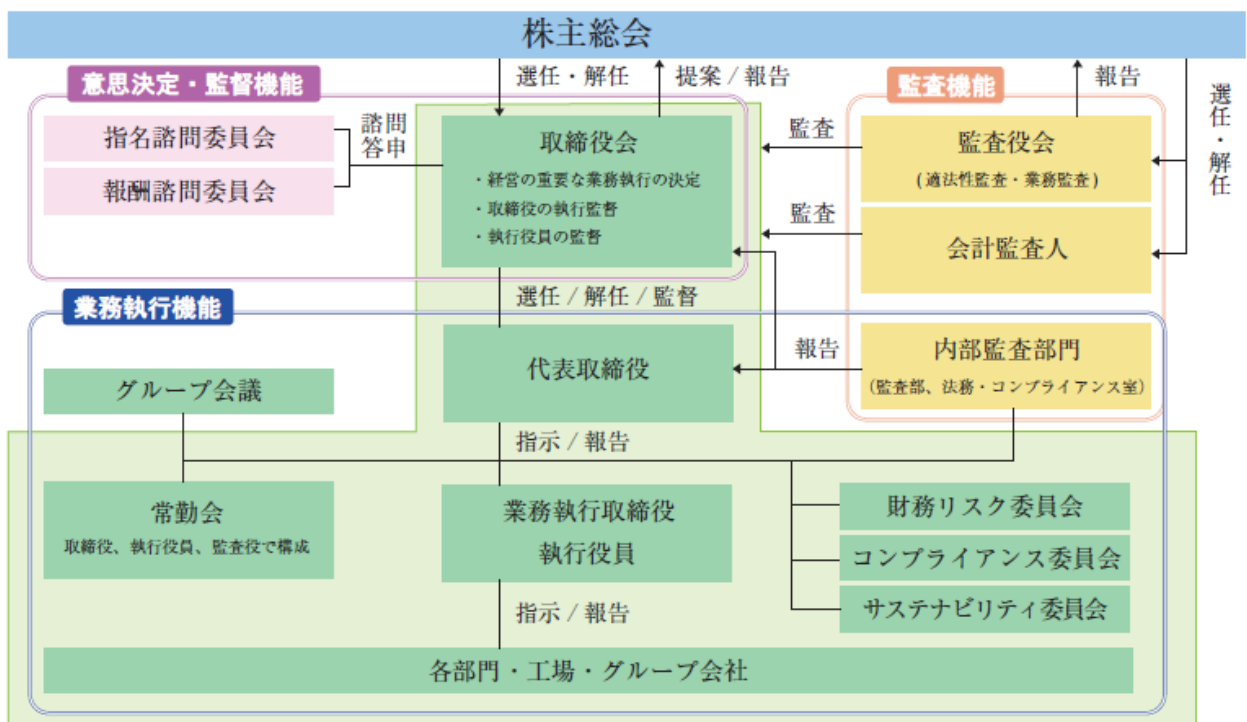 株主総会
選任・解任
提案 / 報告
報告
選任・解任
意思決定・監督機能
監査機能
指名諮問委員会
報酬諮問委員会
諮問
答申
取締役会
・経営の重要な業務執行の決定
・取締役の執行監督
・執行役員の監督
監査
監査
監査役会
(適法性監査・業務監査)
会計監査人
選任 / 解任 / 監督
業務執行機能
代表取締役
報告
内部監査部門
(監査部、法務・コンプライアンス室)
グループ会議
指示 / 報告
常勤会
取締役、執行役員、監査役で構成
業務執行取締役
執行役員
財務リスク委員会
コンプライアンス委員会
サステナビリティ委員会
指示 / 報告
各部門・工場・グループ会社